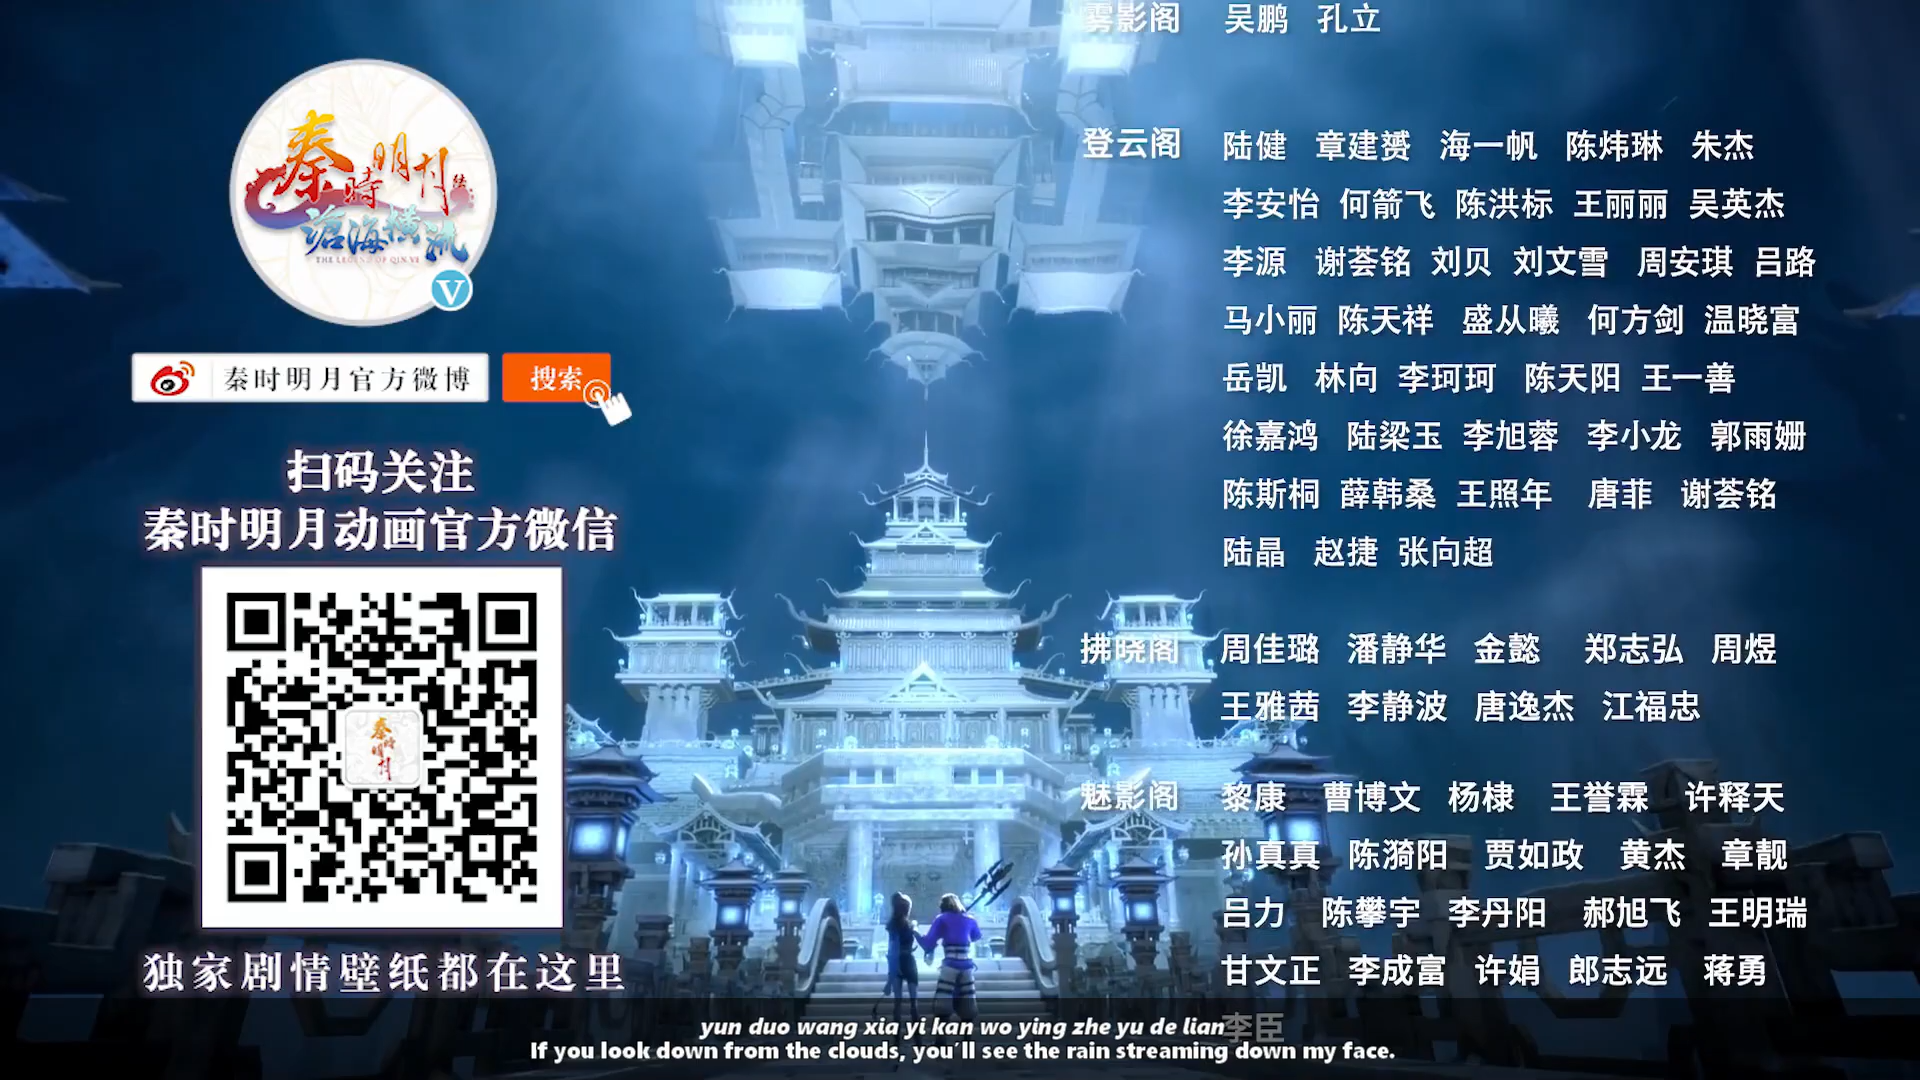 秦時明月
沧海横流
THE LEGEND OF QIN VI
V
秦时明月官方微博
搜索
扫码关注
秦时明月动画官方微信
秦时明月
独家剧情壁纸都在这里
雾影阁 吴鹏 孔立
登云阁 陆健 章建赟 海一帆 陈炜琳 朱杰
李安怡 何箭飞 陈洪标 王丽丽 吴英杰
李源 谢荟铭 刘贝 刘文雪 周安琪 吕路
马小丽 陈天祥 盛从曦 何方剑 温晓富
岳凯 林向 李珂珂 陈天阳 王一善
徐嘉鸿 陆梁玉 李旭蓉 李小龙 郭雨姗
陈斯桐 薛韩桑 王照年 唐菲 谢荟铭
陆晶 赵捷 张向超
拂晓阁 周佳璐 潘静华 金懿 郑志弘 周煜
王雅茜 李静波 唐逸杰 江福忠
魅影阁 黎康 曹博文 杨棣 王誉霖 许释天
孙真真 陈漪阳 贾如政 黄杰 章靓
吕力 陈攀宇 李丹阳 郝旭飞 王明瑞
甘文正 李成富 许娟 郎志远 蒋勇
李臣
yun duo wang xia yi kan wo ying zhe yu de lian
If you look down from the clouds, you'll see the rain streaming down my face.